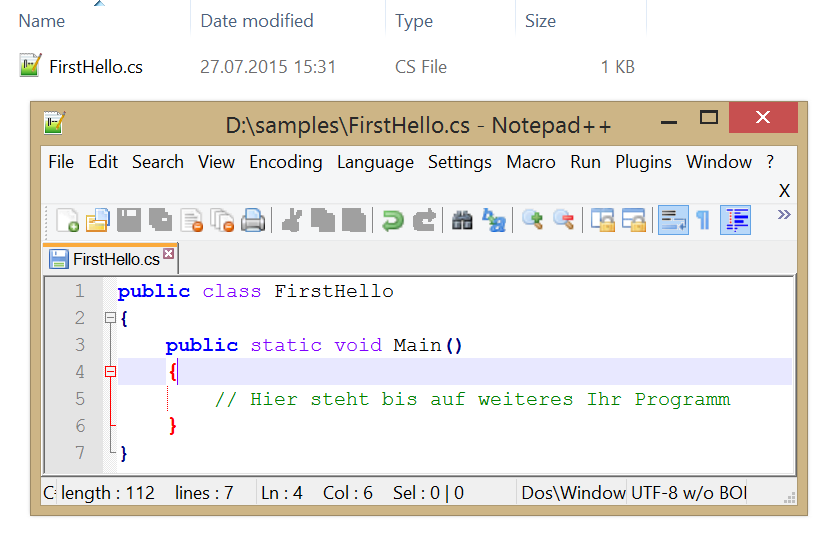 Name Date modified Type Size
FirstHello.cs 27.07.2015 15:31 CS File 1 KB
D:\samples\FirstHello.cs - Notepad++
File Edit Search View Encoding Language Settings Macro Run Plugins Window ?
X
FirstHello.cs
1 public class FirstHello
2 {
3 public static void Main()
4 {
5 // Hier steht bis auf weiteres Ihr Programm
6 }
7 }
C length : 112 lines : 7 Ln : 4 Col : 6 Sel : 0 | 0 Dos\Window UTF-8 w/o BOI